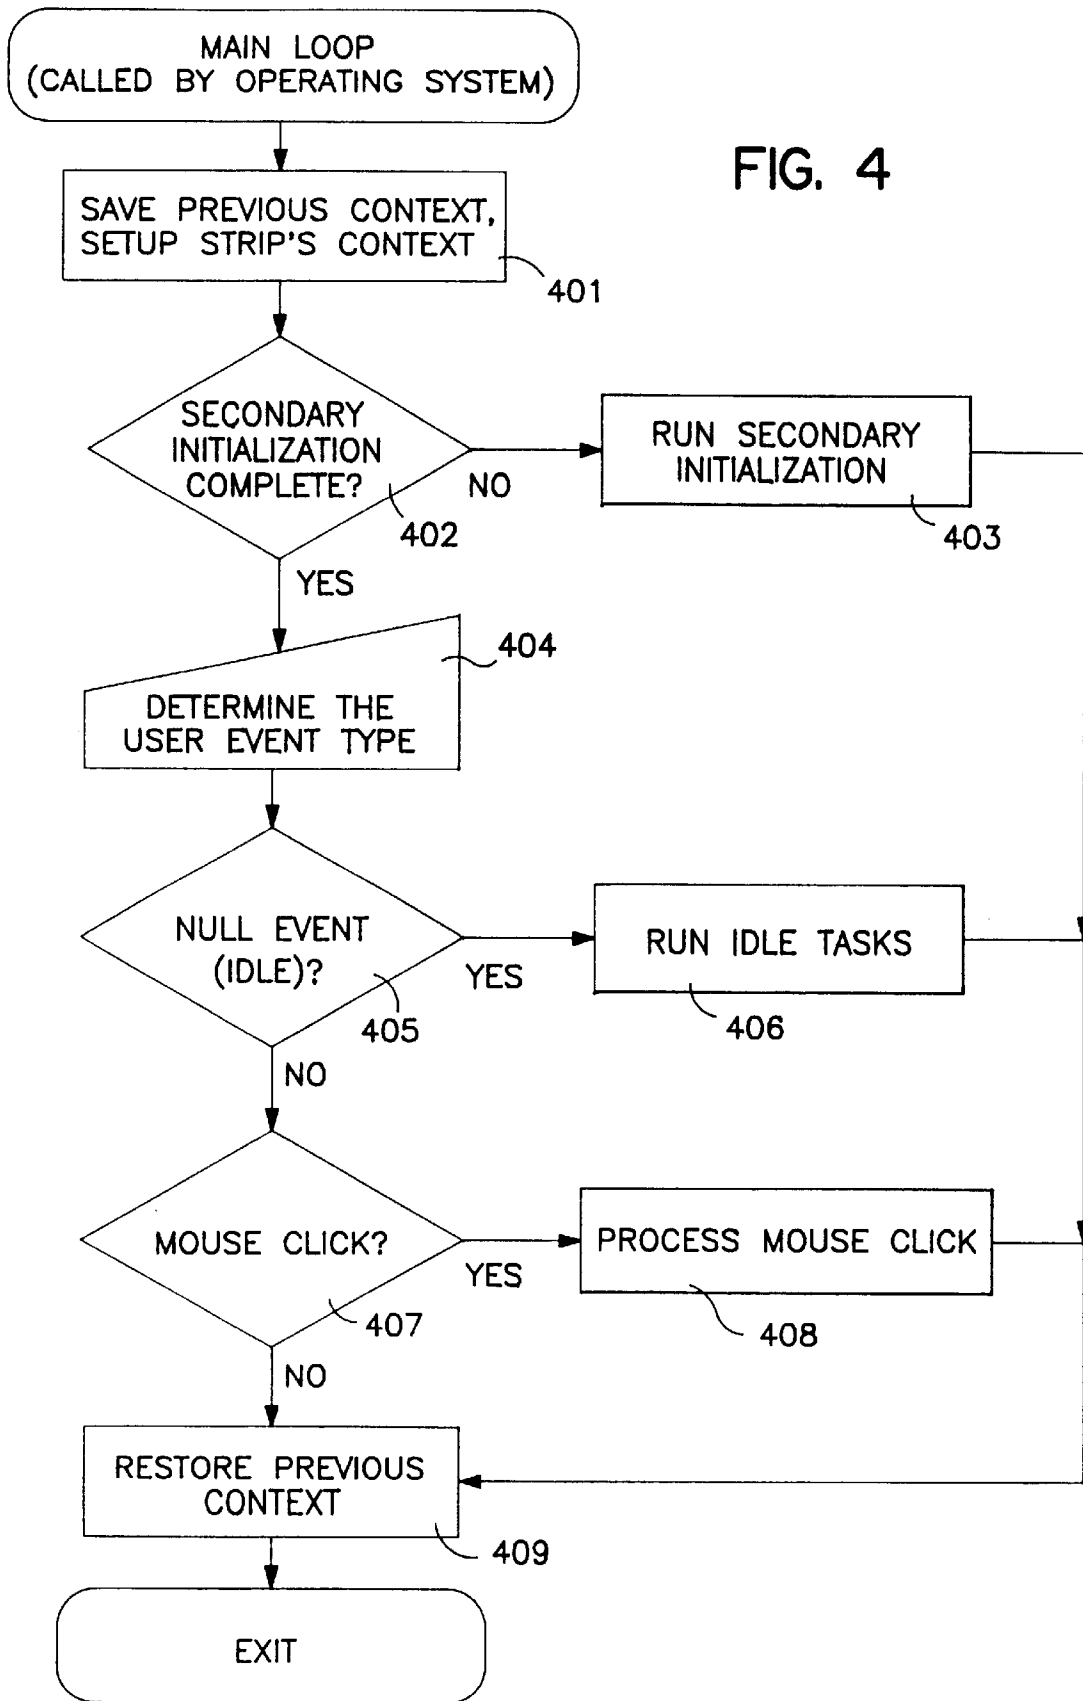 MAIN LOOP
(CALLED BY OPERATING SYSTEM)
FIG. 4
SAVE PREVIOUS CONTEXT,
SETUP STRIP'S CONTEXT
401
SECONDARY
INITIALIZATION
COMPLETE?
402
NO
RUN SECONDARY
INITIALIZATION
403
YES
404
DETERMINE THE
USER EVENT TYPE
NULL EVENT
(IDLE)?
405
YES
RUN IDLE TASKS
406
NO
MOUSE CLICK?
407
YES
PROCESS MOUSE CLICK
408
NO
RESTORE PREVIOUS
CONTEXT
409
EXIT